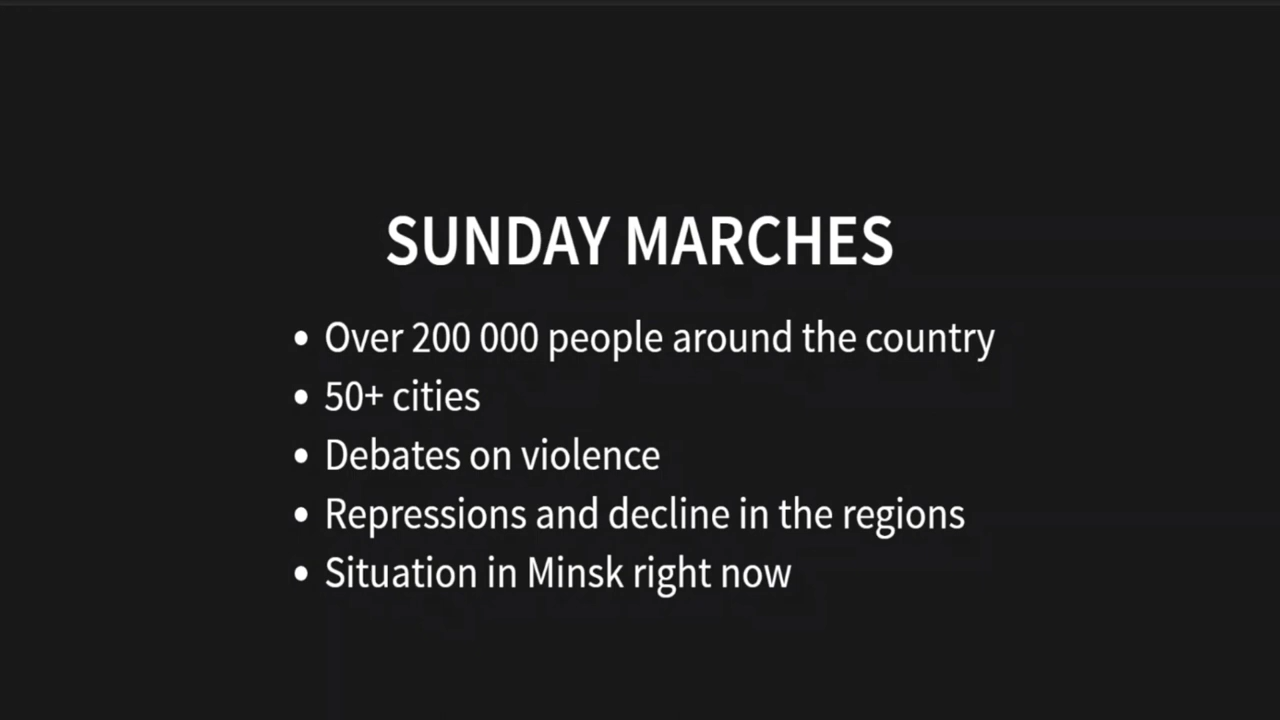 SUNDAY MARCHES
• Over 200 000 people around the country
• 50+ cities
• Debates on violence
• Repressions and decline in the regions
• Situation in Minsk right now